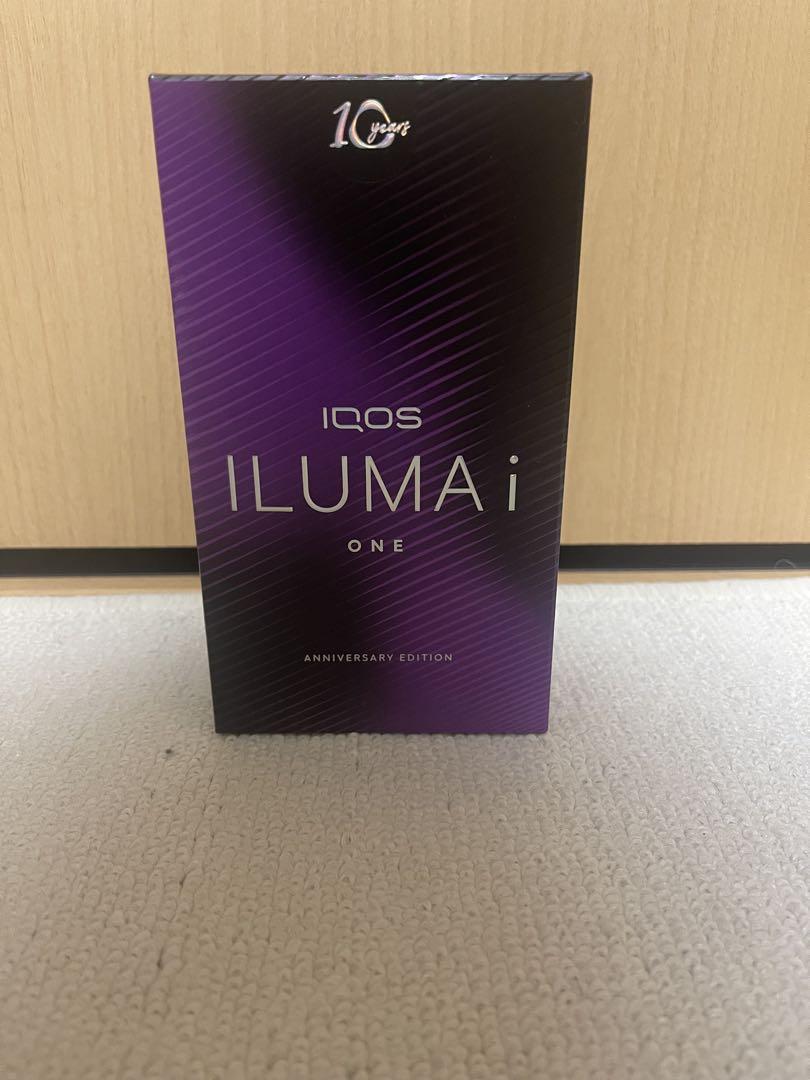 10 years
IQOS
ILUMA i
ONE
ANNIVERSARY EDITION